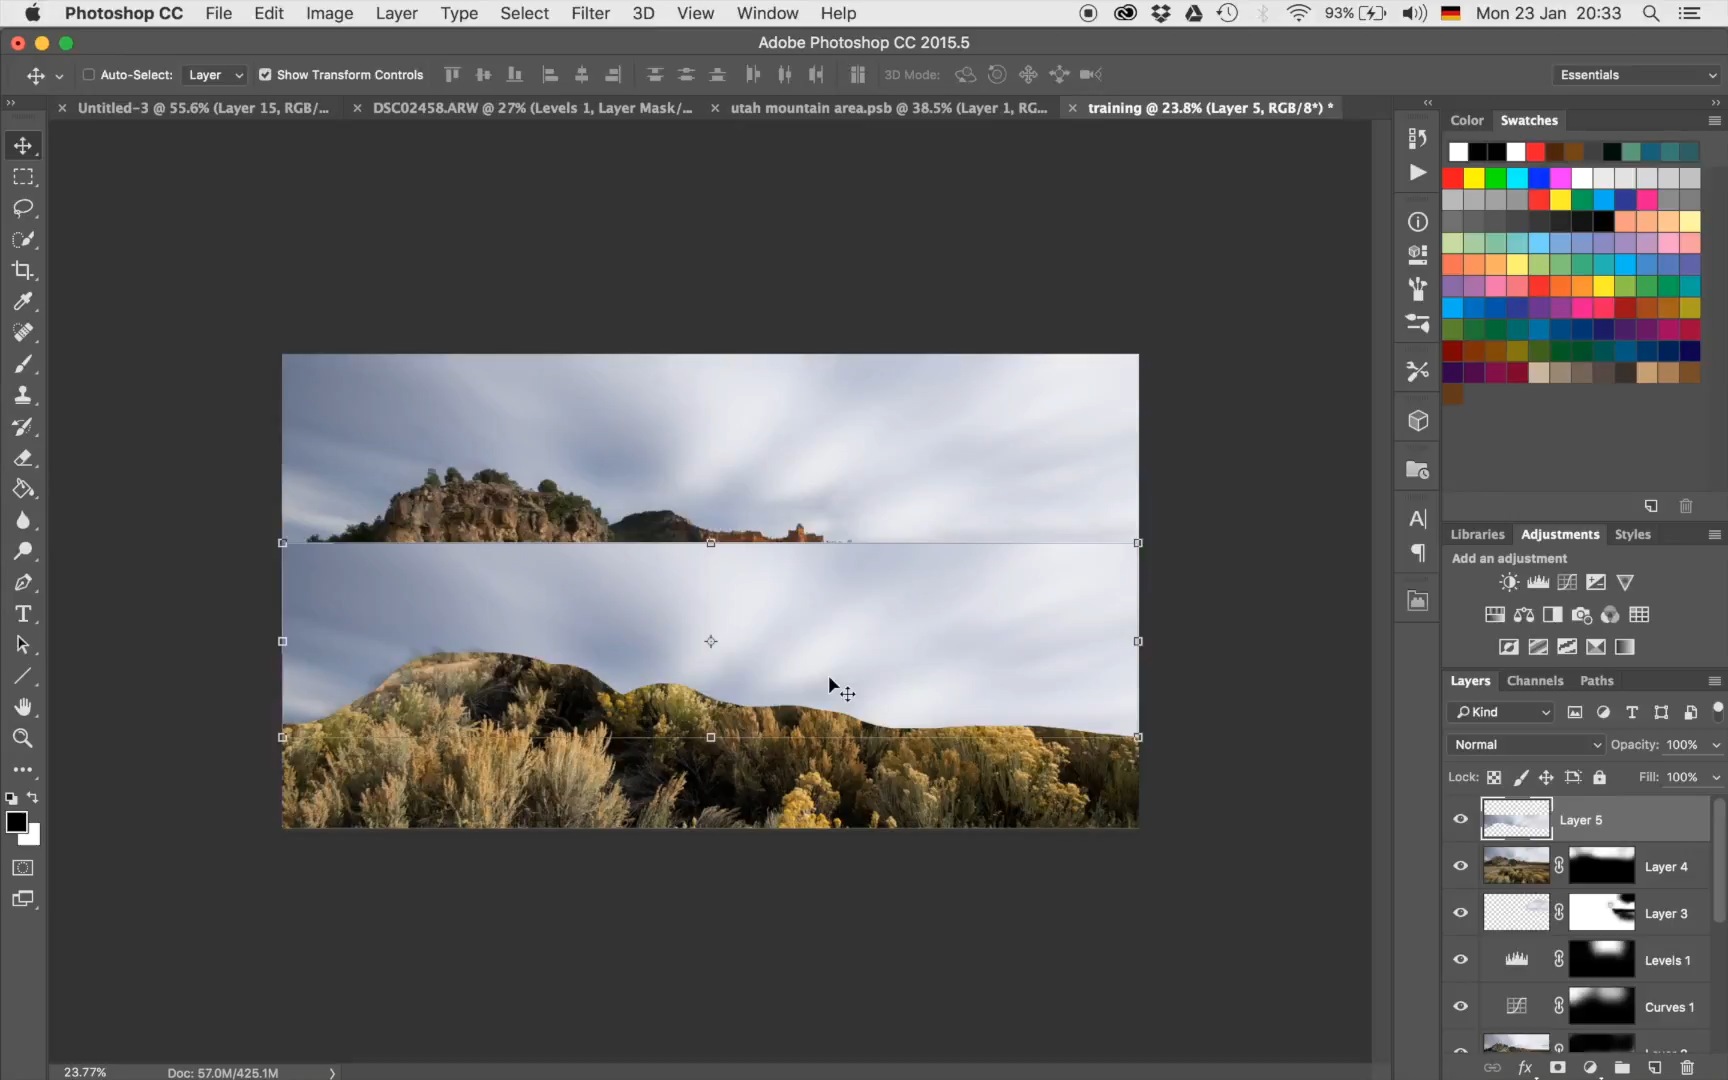 Photoshop CC File Edit Image Layer Type Select Filter 3D View Window Help 93% Mon 23 Jan 20:33
Adobe Photoshop CC 2015.5
Auto-Select: Layer Show Transform Controls 3D Mode: Essentials
Untitled-3 @ 55.6% (Layer 15, RGB/... DSC02458.ARW @ 27% (Levels 1, Layer Mask/... utah mountain area.psb @ 38.5% (Layer 1, RG... training @ 23.8% (Layer 5, RGB/8*) *
Color Swatches
Libraries Adjustments Styles
Add an adjustment
Layers Channels Paths
Kind
Normal Opacity: 100%
Lock: Fill: 100%
Layer 5
Layer 4
Layer 3
Levels 1
Curves 1
23.77% Doc: 57.0M/425.1M
fx